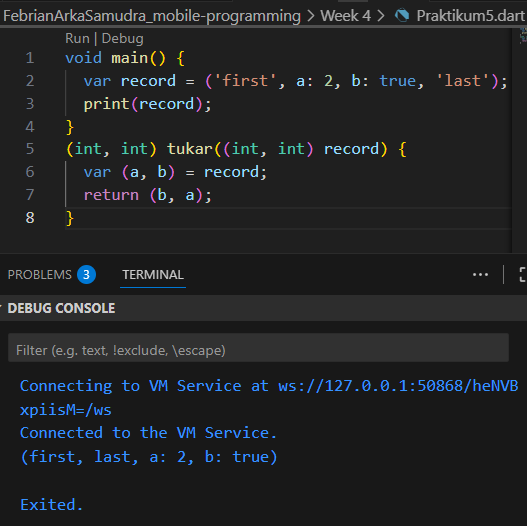 FebrianArkaSamudra_mobile-programming > Week 4 > Praktikum5.dart
Run | Debug
1 void main() {
2 var record = ('first', a: 2, b: true, 'last');
3 print(record);
4 }
5 (int, int) tukar((int, int) record) {
6 var (a, b) = record;
7 return (b, a);
8 }
PROBLEMS 3 TERMINAL ...
DEBUG CONSOLE
Filter (e.g. text, !exclude, \escape)
Connecting to VM Service at ws://127.0.0.1:50868/heNVB
xpiisM=/ws
Connected to the VM Service.
(first, last, a: 2, b: true)
Exited.